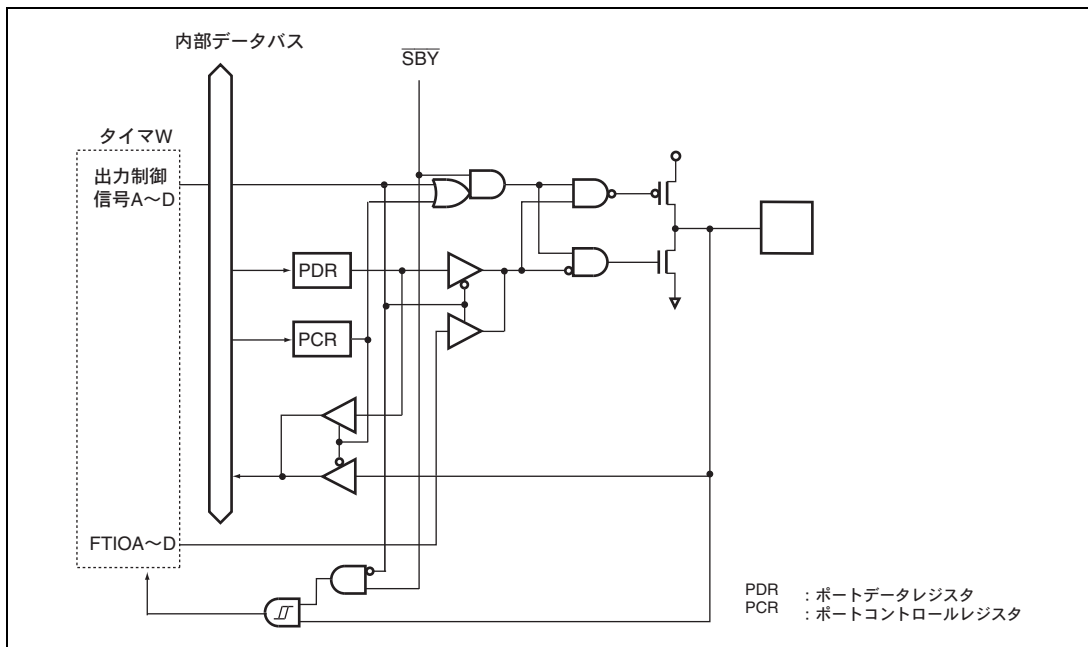 内部データバス
SBY
タイマW
出力制御
信号A～D
PDR
PCR
FTIOA～D
PDR ：ポートデータレジスタ
PCR ：ポートコントロールレジスタ